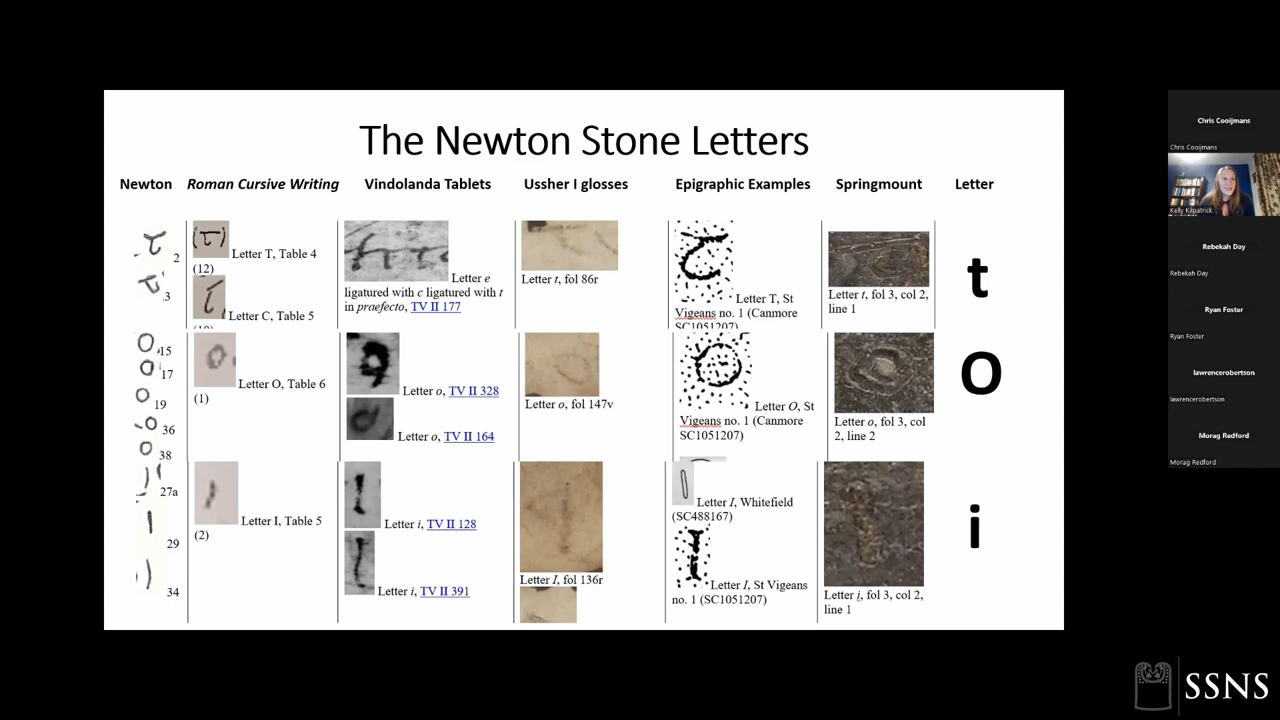 The Newton Stone Letters
Newton
Roman Cursive Writing
Vindolanda Tablets
Ussher I glosses
Epigraphic Examples
Springmount
Letter
2
3
Letter T, Table 4
(12)
Letter C, Table 5
Letter e
ligatured with c ligatured with t
in praefecto, TV II 177
Letter t, fol 86r
Letter T, St
Vigeans no. 1 (Canmore
SC1051207)
Letter t, fol 3, col 2,
line 1
t
15
17
19
36
38
Letter O, Table 6
(1)
Letter o, TV II 328
Letter o, TV II 164
Letter o, fol 147v
Letter O, St
Vigeans no. 1 (Canmore
SC1051207)
Letter o, fol 3, col
2, line 2
O
27a
29
34
Letter I, Table 5
(2)
Letter i, TV II 128
Letter i, TV II 391
Letter I, fol 136r
Letter I, Whitefield
(SC488167)
Letter I, St Vigeans
no. 1 (SC1051207)
Letter i, fol 3, col 2,
line 1
i
Chris Cooijmans
Chris Cooijmans
Kelly Kilpatrick
Rebekah Day
Rebekah Day
Ryan Foster
Ryan Foster
lawrencerobertson
lawrencerobertson
Morag Redford
Morag Redford
SSNS